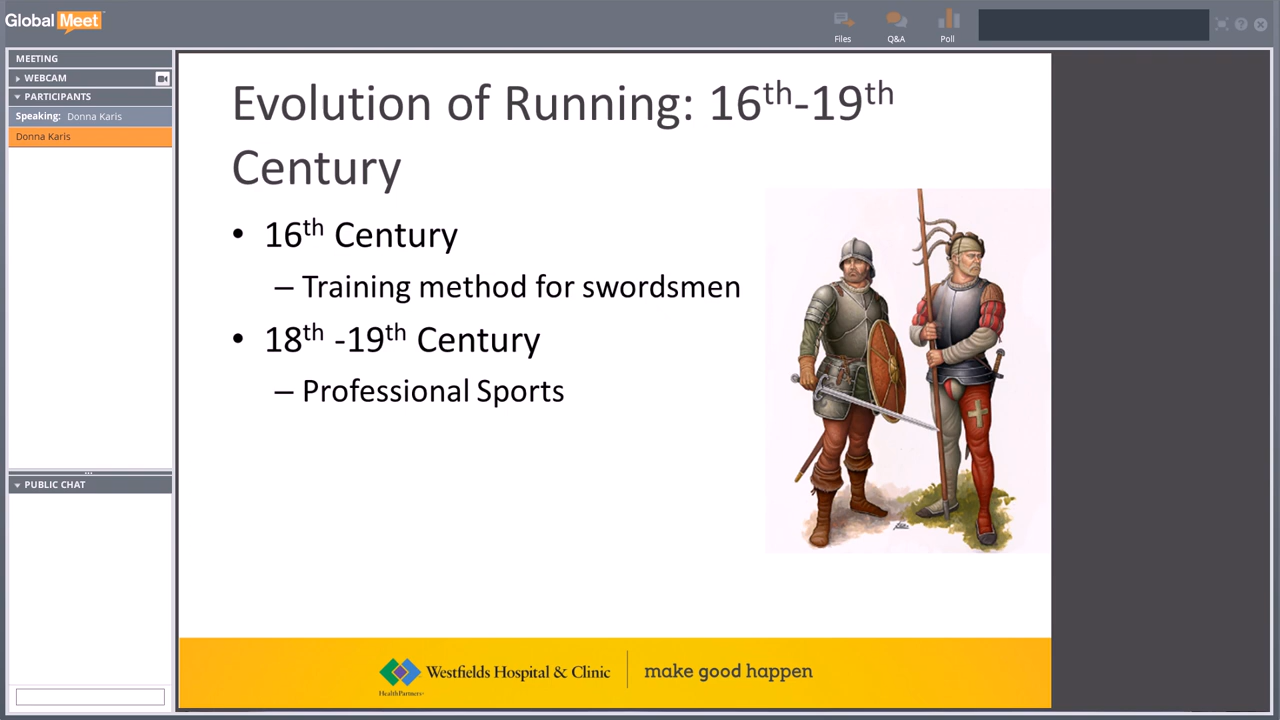 Global Meet
Files
Q&A
Poll
MEETING
WEBCAM
PARTICIPANTS
Speaking: Donna Karis
Donna Karis
PUBLIC CHAT
Evolution of Running: 16th-19th
Century
• 16th Century
– Training method for swordsmen
• 18th -19th Century
– Professional Sports
Westfields Hospital & Clinic
HealthPartners
make good happen